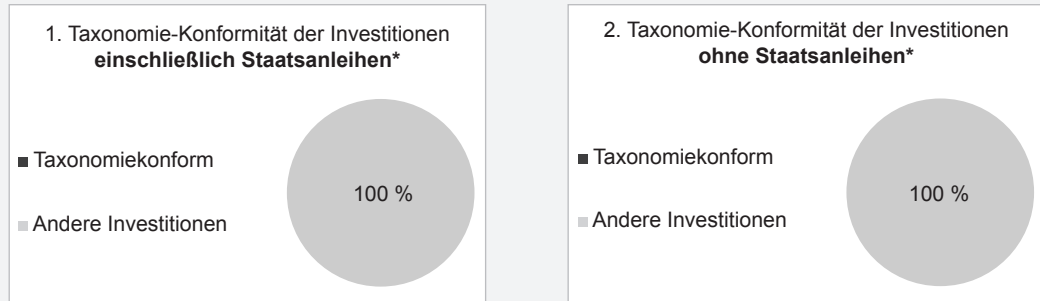 1. Taxonomie-Konformität der Investitionen
einschließlich Staatsanleihen*
Taxonomiekonform
Andere Investitionen
100 %
2. Taxonomie-Konformität der Investitionen
ohne Staatsanleihen*
Taxonomiekonform
Andere Investitionen
100 %